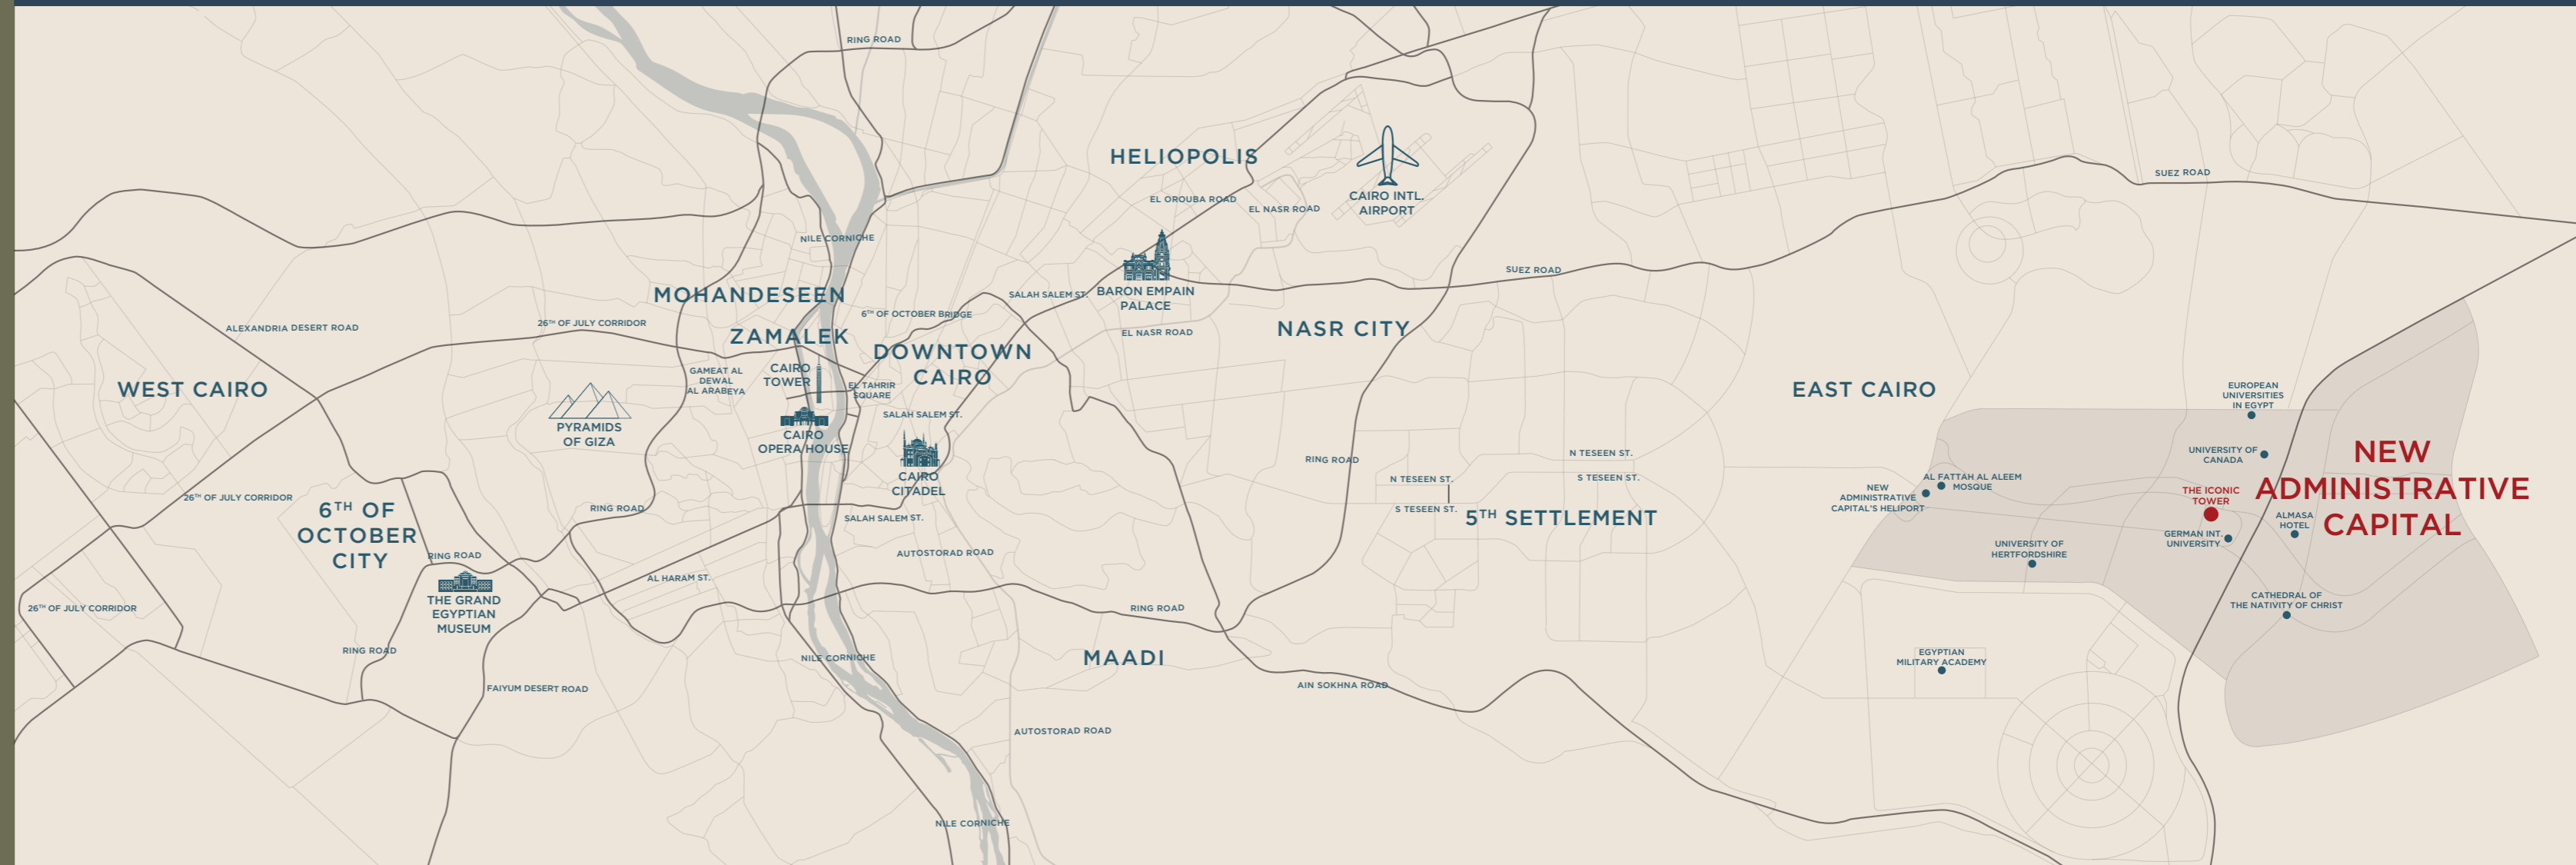 RING ROAD
HELIOPOLIS
EL OROUBA ROAD
EL NASR ROAD
CAIRO INTL.
AIRPORT
SUEZ ROAD
NILE CORNICHE
MOHANDESEEN
SALAH SALEM ST.
BARON EMPAIN
PALACE
SUEZ ROAD
ALEXANDRIA DESERT ROAD
26TH OF JULY CORRIDOR
6TH OF OCTOBER BRIDGE
ZAMALEK
EL NASR ROAD
NASR CITY
DOWNTOWN
CAIRO
WEST CAIRO
GAMEAT AL
DEWAL
AL ARABEYA
CAIRO
TOWER
EL TAHRIR
SQUARE
EAST CAIRO
EUROPEAN
UNIVERSITIES
IN EGYPT
PYRAMIDS
OF GIZA
CAIRO
OPERA HOUSE
SALAH SALEM ST.
CAIRO
CITADEL
RING ROAD
N TESEEN ST.
S TESEEN ST.
N TESEEN ST.
S TESEEN ST.
5TH SETTLEMENT
UNIVERSITY OF
CANADA
NEW
ADMINISTRATIVE
CAPITAL
AL FATTAH AL ALEEM
MOSQUE
NEW
ADMINISTRATIVE
CAPITAL'S HELIPORT
THE ICONIC
TOWER
ALMASA
HOTEL
GERMAN INT.
UNIVERSITY
UNIVERSITY OF
HERTFORDSHIRE
26TH OF JULY CORRIDOR
6TH OF
OCTOBER
CITY
RING ROAD
SALAH SALEM ST.
AUTOSTORAD ROAD
RING ROAD
AL HARAM ST.
THE GRAND
EGYPTIAN
MUSEUM
26TH OF JULY CORRIDOR
RING ROAD
CATHEDRAL OF
THE NATIVITY OF CHRIST
RING ROAD
NILE CORNICHE
MAADI
EGYPTIAN
MILITARY ACADEMY
FAIYUM DESERT ROAD
AIN SOKHNA ROAD
AUTOSTORAD ROAD
NILE CORNICHE